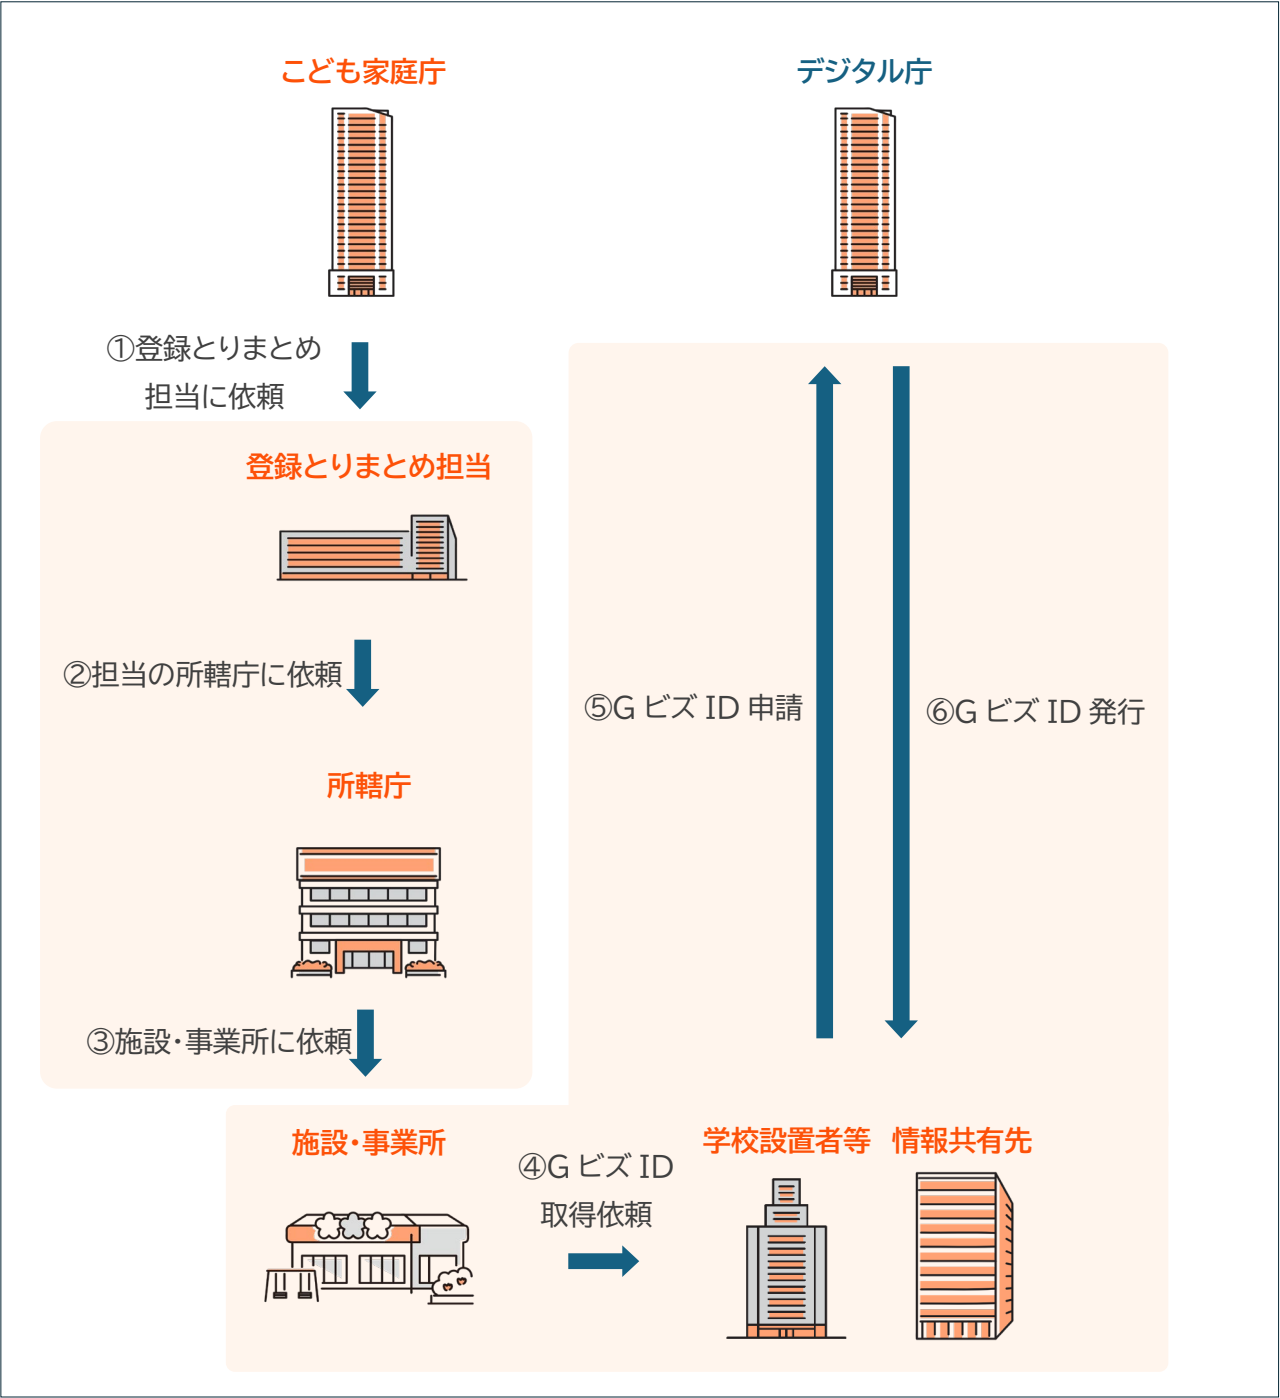 こども家庭庁
デジタル庁
①登録とりまとめ
担当に依頼
登録とりまとめ担当
②担当の所轄庁に依頼
所轄庁
③施設・事業所に依頼
⑤G ビズ ID 申請
⑥G ビズ ID 発行
施設・事業所
④G ビズ ID
取得依頼
学校設置者等
情報共有先